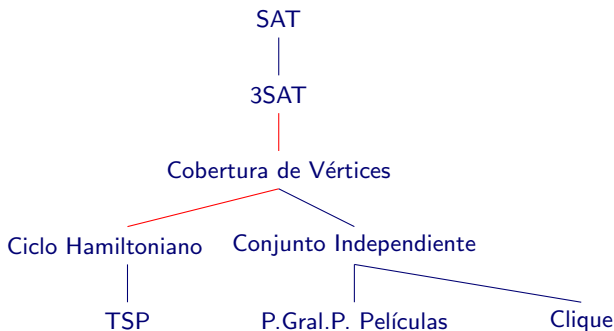 SAT
3SAT
Cobertura de Vértices
Ciclo Hamiltoniano
Conjunto Independiente
TSP
P.Gral.P. Películas
Clique